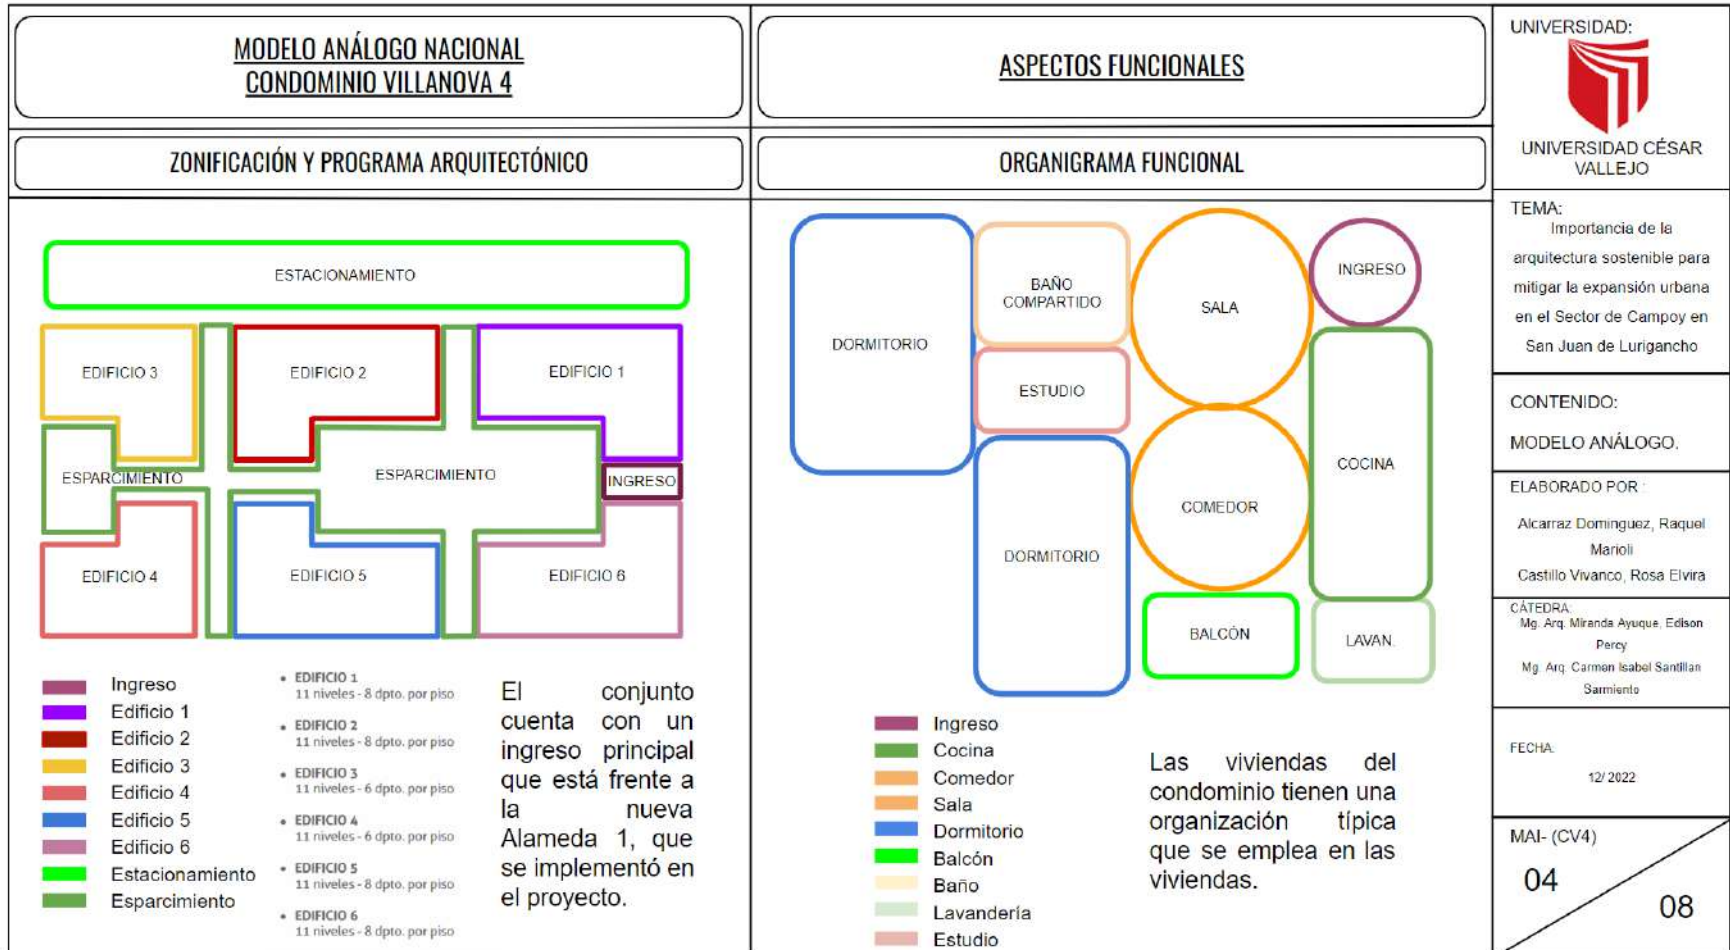 MODELO ANÁLOGO NACIONAL
CONDOMINIO VILLANOVA 4
ZONIFICACIÓN Y PROGRAMA ARQUITECTÓNICO
ESTACIONAMIENTO
EDIFICIO 3
EDIFICIO 2
EDIFICIO 1
ESPARCIMIENTO
ESPARCIMIENTO
INGRESO
EDIFICIO 4
EDIFICIO 5
EDIFICIO 6
Ingreso
Edificio 1
Edificio 2
Edificio 3
Edificio 4
Edificio 5
Edificio 6
Estacionamiento
Esparcimiento
• EDIFICIO 1
11 niveles - 8 dpto. por piso
• EDIFICIO 2
11 niveles - 8 dpto. por piso
• EDIFICIO 3
11 niveles - 6 dpto. por piso
• EDIFICIO 4
11 niveles - 6 dpto. por piso
• EDIFICIO 5
11 niveles - 8 dpto. por piso
• EDIFICIO 6
11 niveles - 8 dpto. por piso
El conjunto
cuenta con un
ingreso principal
que está frente a
la nueva
Alameda 1, que
se implementó en
el proyecto.
ASPECTOS FUNCIONALES
ORGANIGRAMA FUNCIONAL
DORMITORIO
BAÑO
COMPARTIDO
SALA
INGRESO
ESTUDIO
COCINA
COMEDOR
DORMITORIO
BALCÓN
LAVAN.
Ingreso
Cocina
Comedor
Sala
Dormitorio
Balcón
Baño
Lavandería
Estudio
Las viviendas del
condominio tienen una
organización típica
que se emplea en las
viviendas.
UNIVERSIDAD:
UNIVERSIDAD CÉSAR
VALLEJO
TEMA:
Importancia de la
arquitectura sostenible para
mitigar la expansión urbana
en el Sector de Campoy en
San Juan de Lurigancho
CONTENIDO:
MODELO ANÁLOGO.
ELABORADO POR :
Alcarraz Dominguez, Raquel
Marioli
Castillo Vivanco, Rosa Elvira
CÁTEDRA:
Mg. Arq. Miranda Ayuque, Edison
Percy
Mg. Arq. Carmen Isabel Santillan
Sarmiento
FECHA:
12/ 2022
MAI- (CV4)
04
08